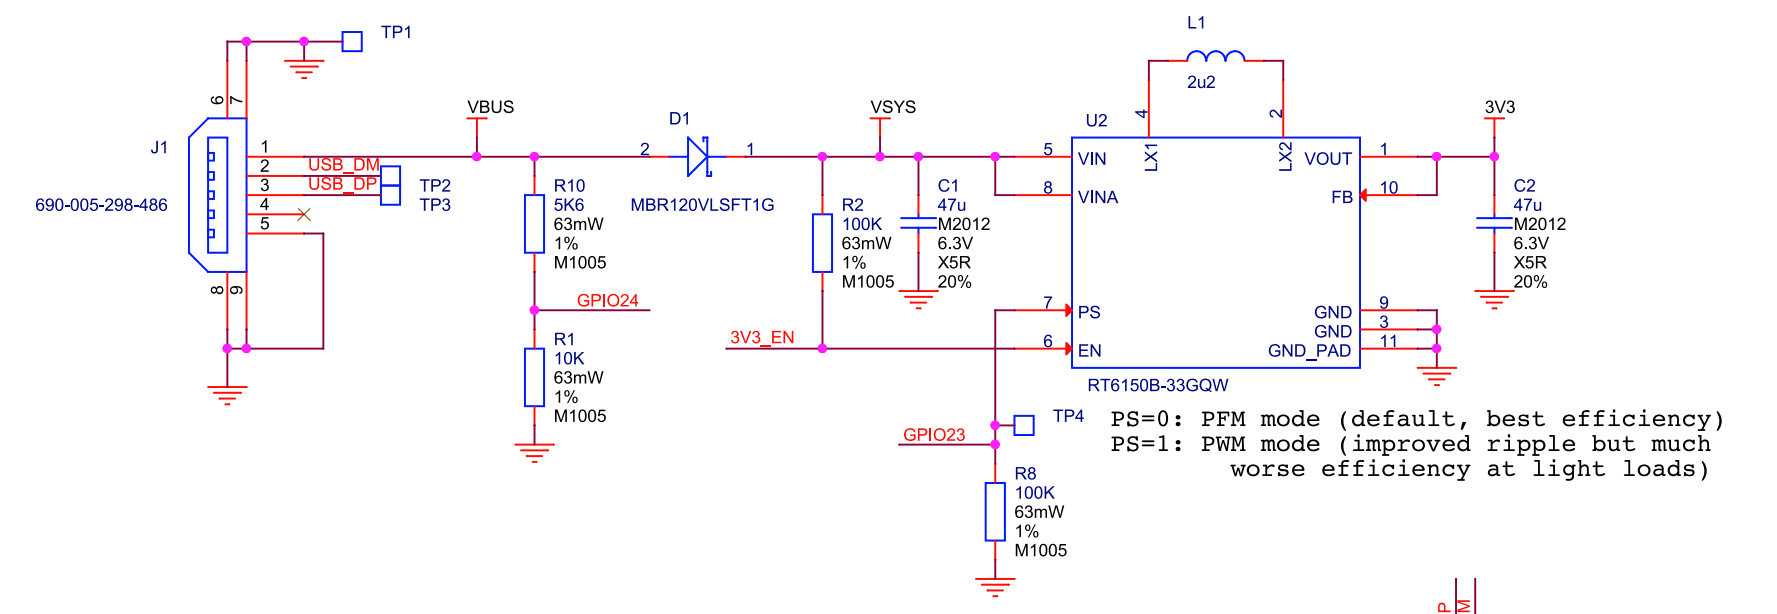 L1
2u2
TP1
6
7
J1
690-005-298-486
1
2
3
4
5
USB_DM
USB_DP
TP2
TP3
8
9
VBUS
R10
5K6
63mW
1%
M1005
GPIO24
R1
10K
63mW
1%
M1005
D1
2
1
MBR120VLSFT1G
VSYS
R2
100K
63mW
1%
M1005
C1
47u
M2012
6.3V
X5R
20%
3V3_EN
U2
4
2
LX1
LX2
5
VIN
8
VINA
7
PS
6
EN
VOUT
1
FB
10
GND
9
GND
3
GND_PAD
11
RT6150B-33GQW
3V3
C2
47u
M2012
6.3V
X5R
20%
TP4
GPIO23
R8
100K
63mW
1%
M1005
PS=0: PFM mode (default, best efficiency)
PS=1: PWM mode (improved ripple but much
worse efficiency at light loads)
P
M